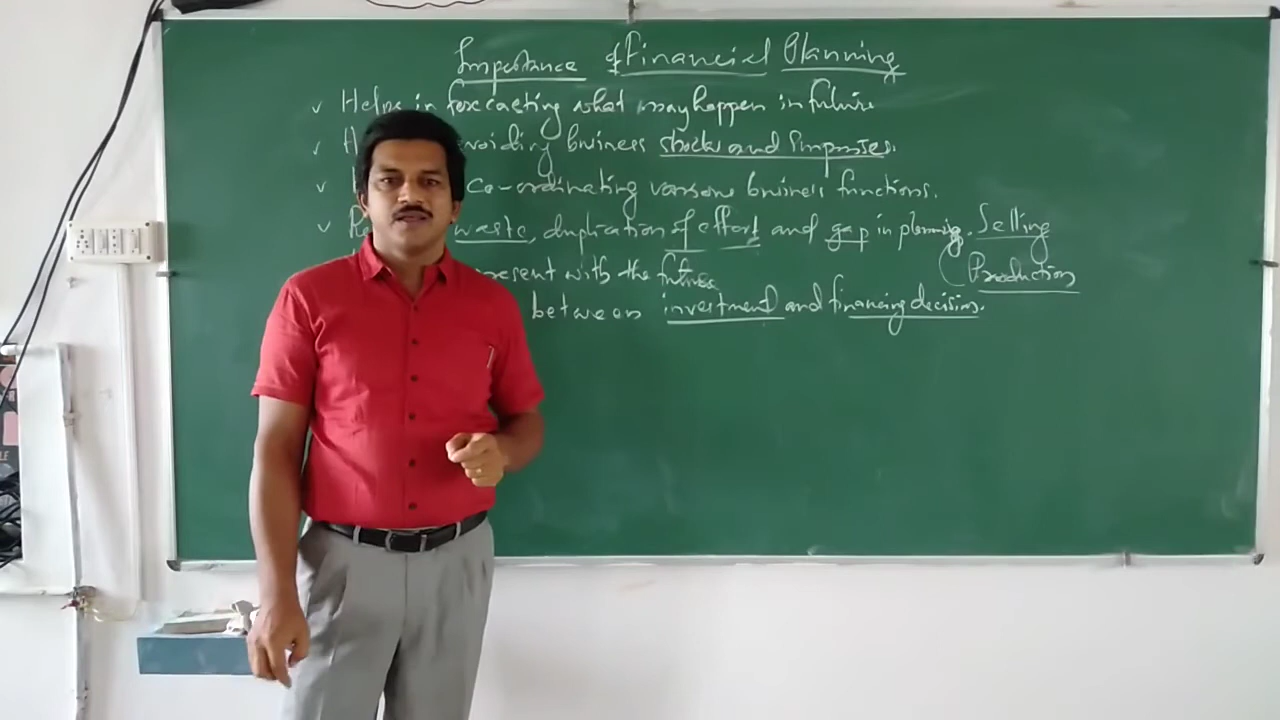 Importance of Financial Planning
Helps in forecasting what may happen in future
avoiding business shocks and surprises.
co-ordinating various business functions.
waste, duplication of effort and gap in planning. Selling
Production
present with the future
between investment and financing decision.